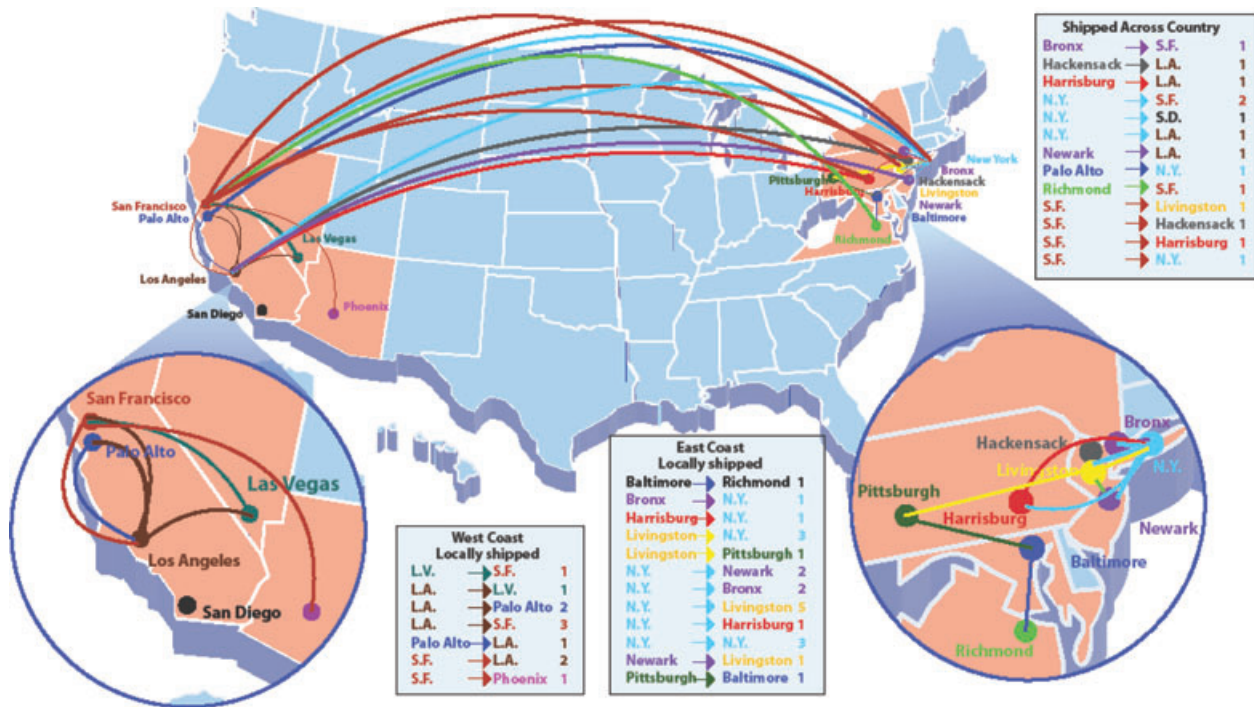 Shipped Across Country
Bronx S.F. 1
Hackensack L.A. 1
Harrisburg L.A. 1
N.Y. S.F. 2
N.Y. S.D. 1
N.Y. L.A. 1
Newark L.A. 1
Palo Alto N.Y. 1
Richmond S.F. 1
S.F. Livingston 1
S.F. Hackensack 1
S.F. Harrisburg 1
S.F. N.Y. 1
New York
Bronx
Pittsburgh
Hackensack
Harrisburg
Livingston
Newark
Baltimore
Richmond
San Francisco
Palo Alto
Las Vegas
Los Angeles
San Diego
Phoenix
San Francisco
Palo Alto
Las Vegas
Los Angeles
San Diego
West Coast
Locally shipped
L.V. S.F. 1
L.A. L.V. 1
L.A. Palo Alto 2
L.A. S.F. 3
Palo Alto L.A. 1
S.F. L.A. 2
S.F. Phoenix 1
East Coast
Locally shipped
Baltimore Richmond 1
Bronx N.Y. 1
Harrisburg N.Y. 1
Livingston N.Y. 3
Livingston Pittsburgh 1
N.Y. Newark 2
N.Y. Bronx 2
N.Y. Livingston 5
N.Y. Harrisburg 1
N.Y. N.Y. 3
Newark Livingston 1
Pittsburgh Baltimore 1
Bronx
Hackensack
N.Y.
Livingston
Pittsburgh
Harrisburg
Newark
Baltimore
Richmond